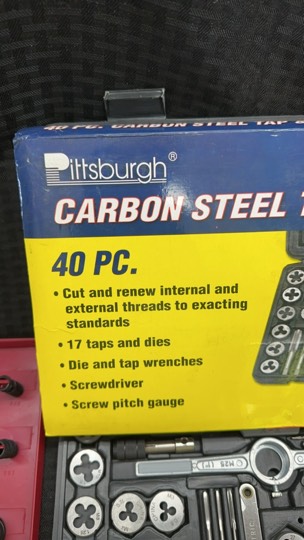 40 PC. CARBON STEEL TAP &
Pittsburgh®
CARBON STEEL
40 PC.
• Cut and renew internal and
external threads to exacting
standards
• 17 taps and dies
• Die and tap wrenches
• Screwdriver
• Screw pitch gauge
M25